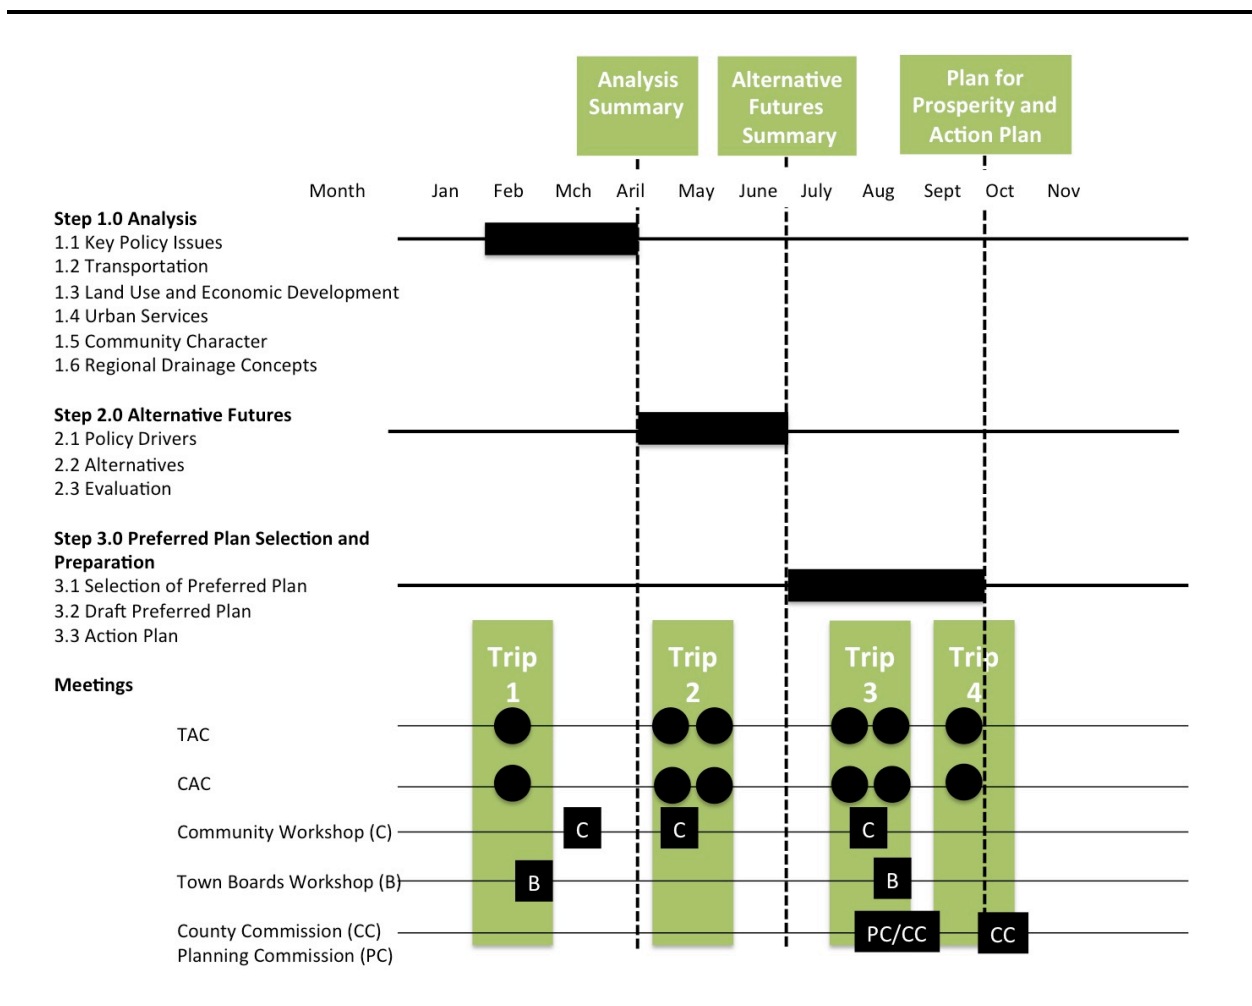 Analysis
Summary
Alternative
Futures
Summary
Plan for
Prosperity and
Action Plan
Month Jan Feb Mch Aril May June July Aug Sept Oct Nov
Step 1.0 Analysis
1.1 Key Policy Issues
1.2 Transportation
1.3 Land Use and Economic Development
1.4 Urban Services
1.5 Community Character
1.6 Regional Drainage Concepts
Step 2.0 Alternative Futures
2.1 Policy Drivers
2.2 Alternatives
2.3 Evaluation
Step 3.0 Preferred Plan Selection and
Preparation
3.1 Selection of Preferred Plan
3.2 Draft Preferred Plan
3.3 Action Plan
Trip
1
Trip
2
Trip
3
Trip
4
Meetings
TAC
CAC
Community Workshop (C) C C C
Town Boards Workshop (B) B B
County Commission (CC) PC/CC CC
Planning Commission (PC)